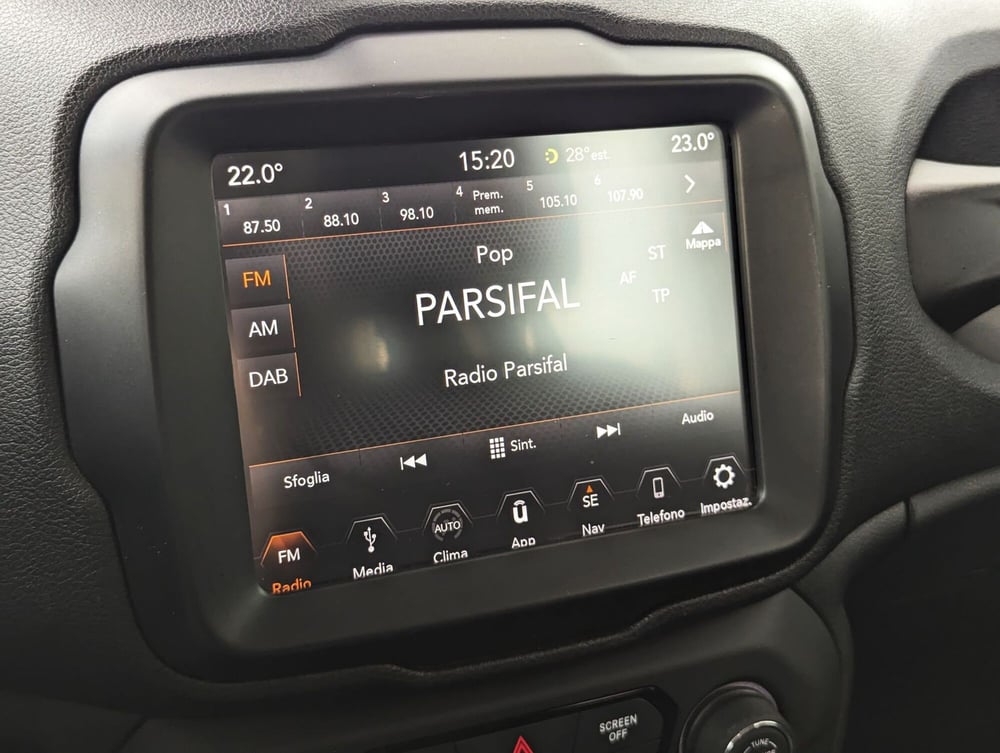 22.0° 15:20 28°est. 23.0°
1 87.50 2 88.10 3 98.10 4 Prem. mem. 5 105.10 6 107.90
Mappa
Pop
ST
FM
AF
PARSIFAL
TP
AM
Radio Parsifal
DAB
Sfoglia
Sint.
Audio
FM
Radio
Media
AUTO
Clima
App
SE
Nav
Telefono
Impostaz.
SCREEN
OFF
TUNE